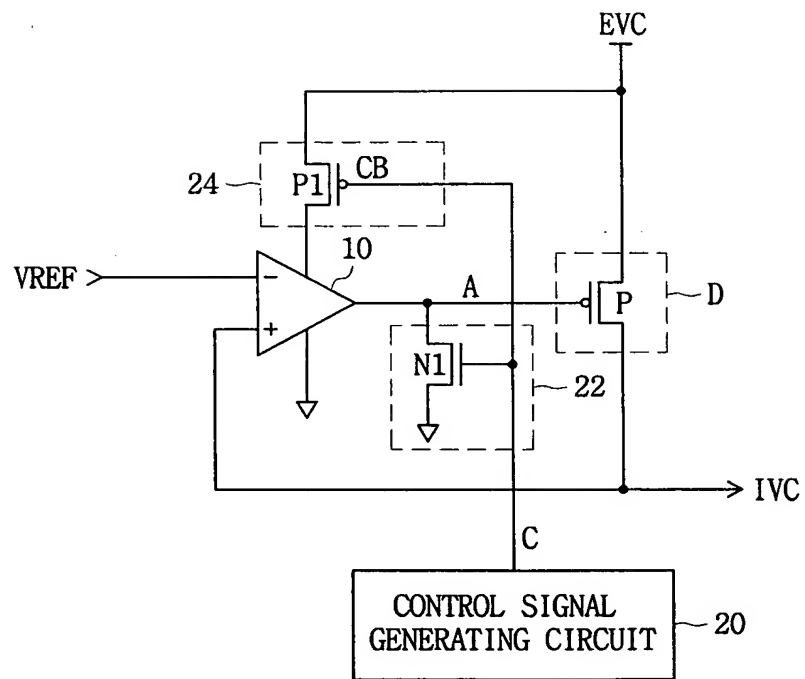 EVC
CB
P1
24
10
VREF
−
A
P
D
+
N1
22
IVC
C
CONTROL SIGNAL
GENERATING CIRCUIT
20